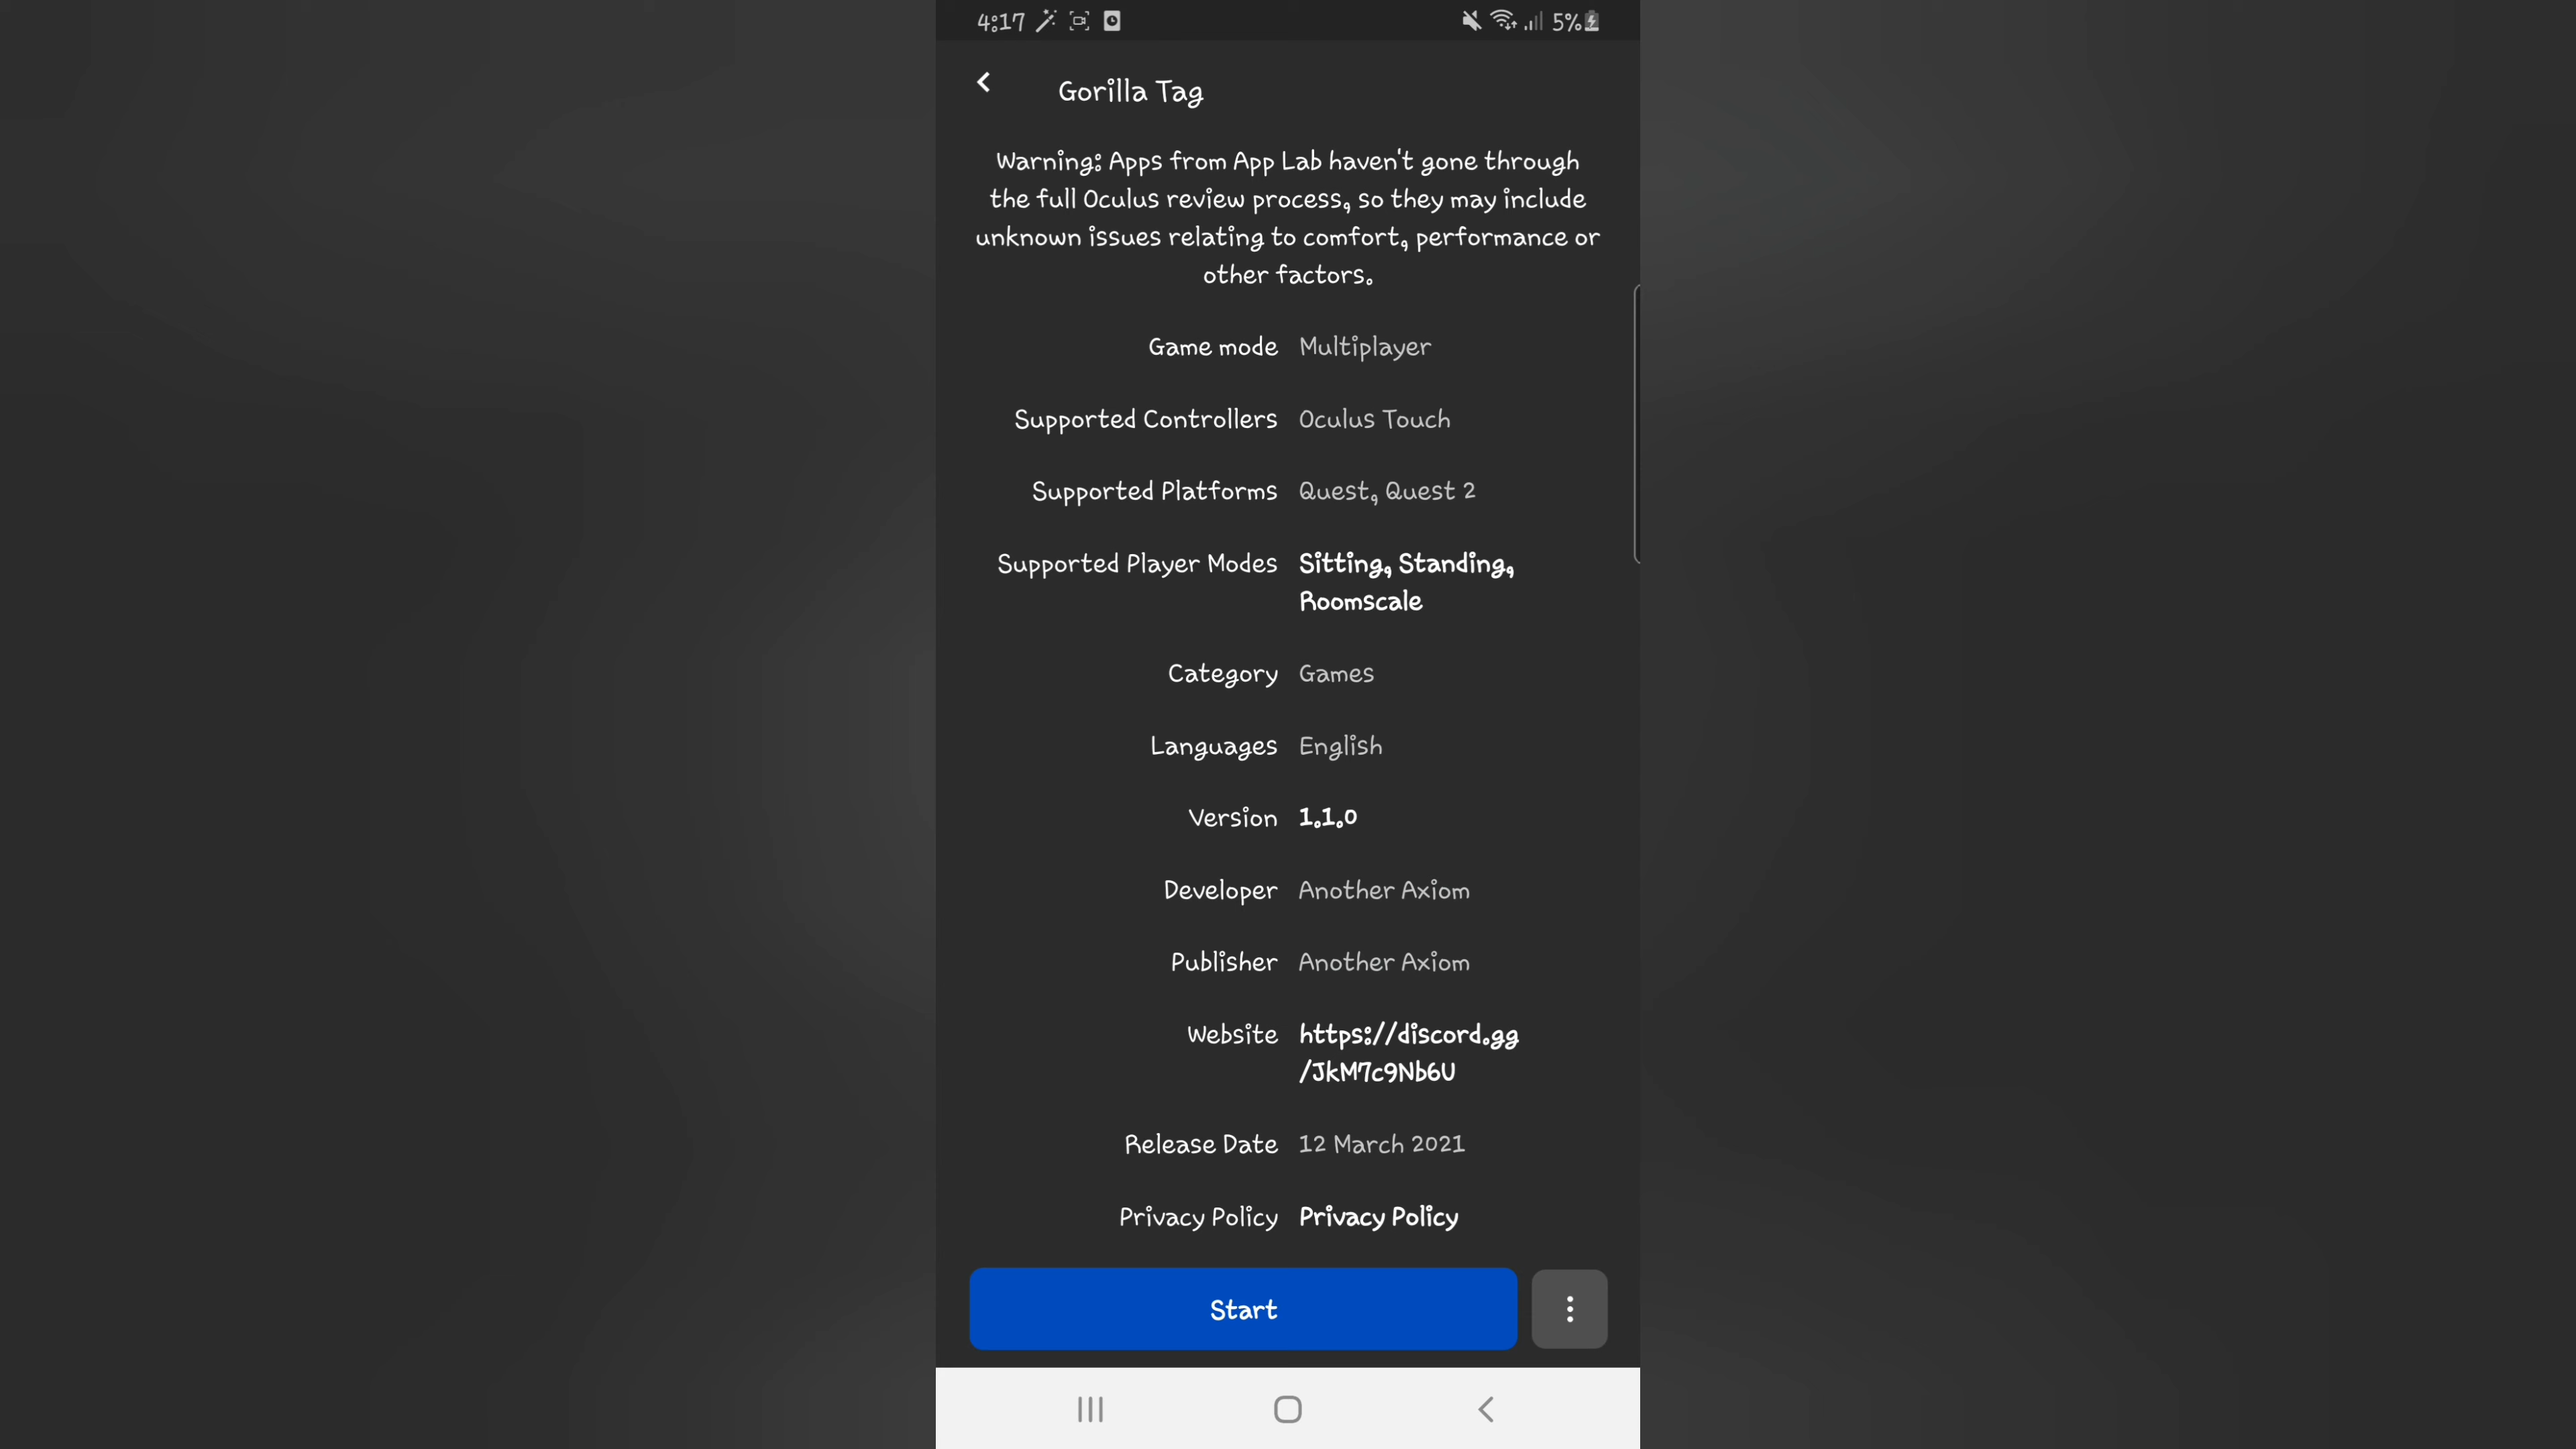 4:17 5%
Gorilla Tag
Warning: Apps from App Lab haven't gone through
the full Oculus review process, so they may include
unknown issues relating to comfort, performance or
other factors.
Game mode Multiplayer
Supported Controllers Oculus Touch
Supported Platforms Quest, Quest 2
Supported Player Modes Sitting, Standing,
Roomscale
Category Games
Languages English
Version 1.1.0
Developer Another Axiom
Publisher Another Axiom
Website https://discord.gg
/JkM7c9Nb6U
Release Date 12 March 2021
Privacy Policy Privacy Policy
Start